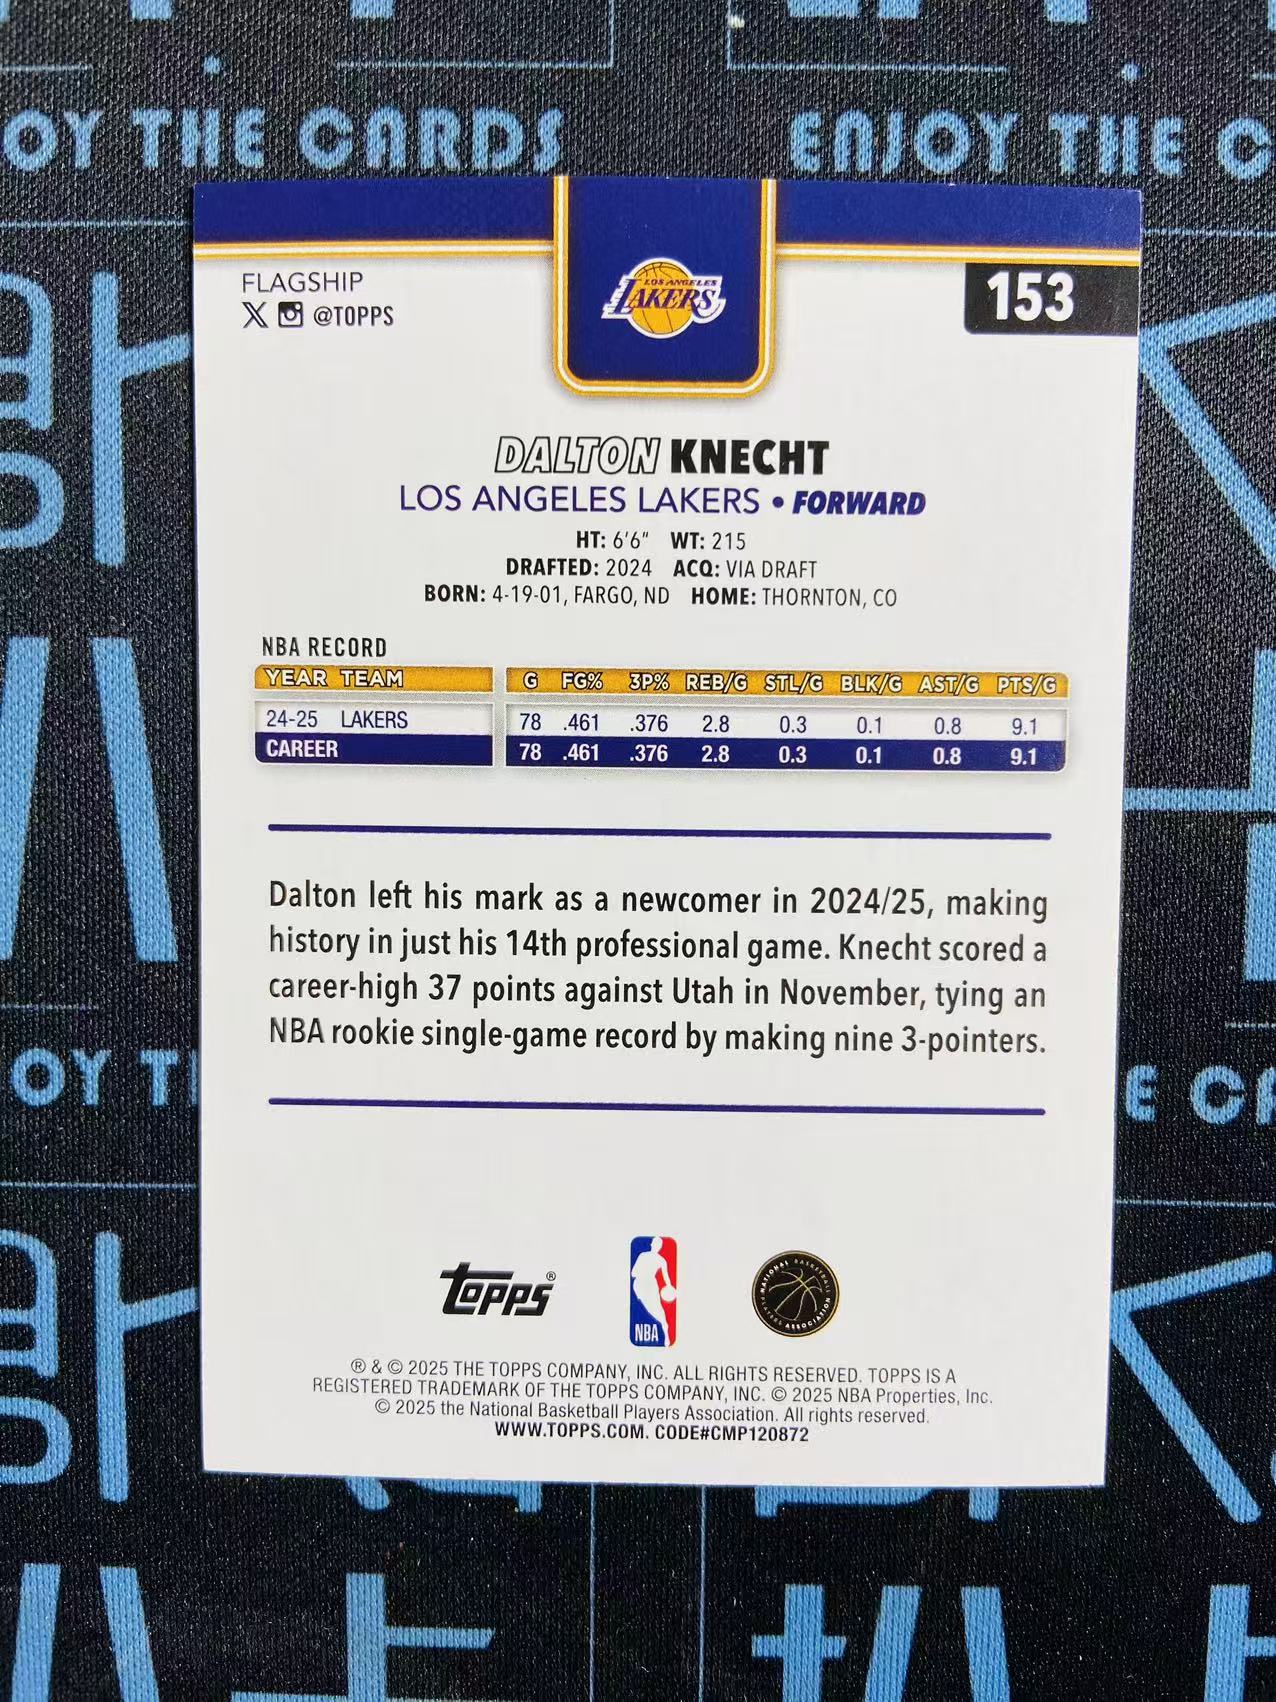 OY THE CARDS
ENJOY THE C
FLAGSHIP
@TOPPS
LOS ANGELES
LAKERS
153
DALTON KNECHT
LOS ANGELES LAKERS • FORWARD
HT: 6'6" WT: 215
DRAFTED: 2024 ACQ: VIA DRAFT
BORN: 4-19-01, FARGO, ND HOME: THORNTON, CO
NBA RECORD
YEAR TEAM G FG% 3P% REB/G STL/G BLK/G AST/G PTS/G
24-25 LAKERS 78 .461 .376 2.8 0.3 0.1 0.8 9.1
CAREER 78 .461 .376 2.8 0.3 0.1 0.8 9.1
Dalton left his mark as a newcomer in 2024/25, making
history in just his 14th professional game. Knecht scored a
career-high 37 points against Utah in November, tying an
NBA rookie single-game record by making nine 3-pointers.
OY T
E CA
TOPPS®
NBA
NATIONAL BASKETBALL PLAYERS ASSOCIATION
® & © 2025 THE TOPPS COMPANY, INC. ALL RIGHTS RESERVED. TOPPS IS A
REGISTERED TRADEMARK OF THE TOPPS COMPANY, INC. © 2025 NBA Properties, Inc.
© 2025 the National Basketball Players Association. All rights reserved.
WWW.TOPPS.COM. CODE#CMP120872